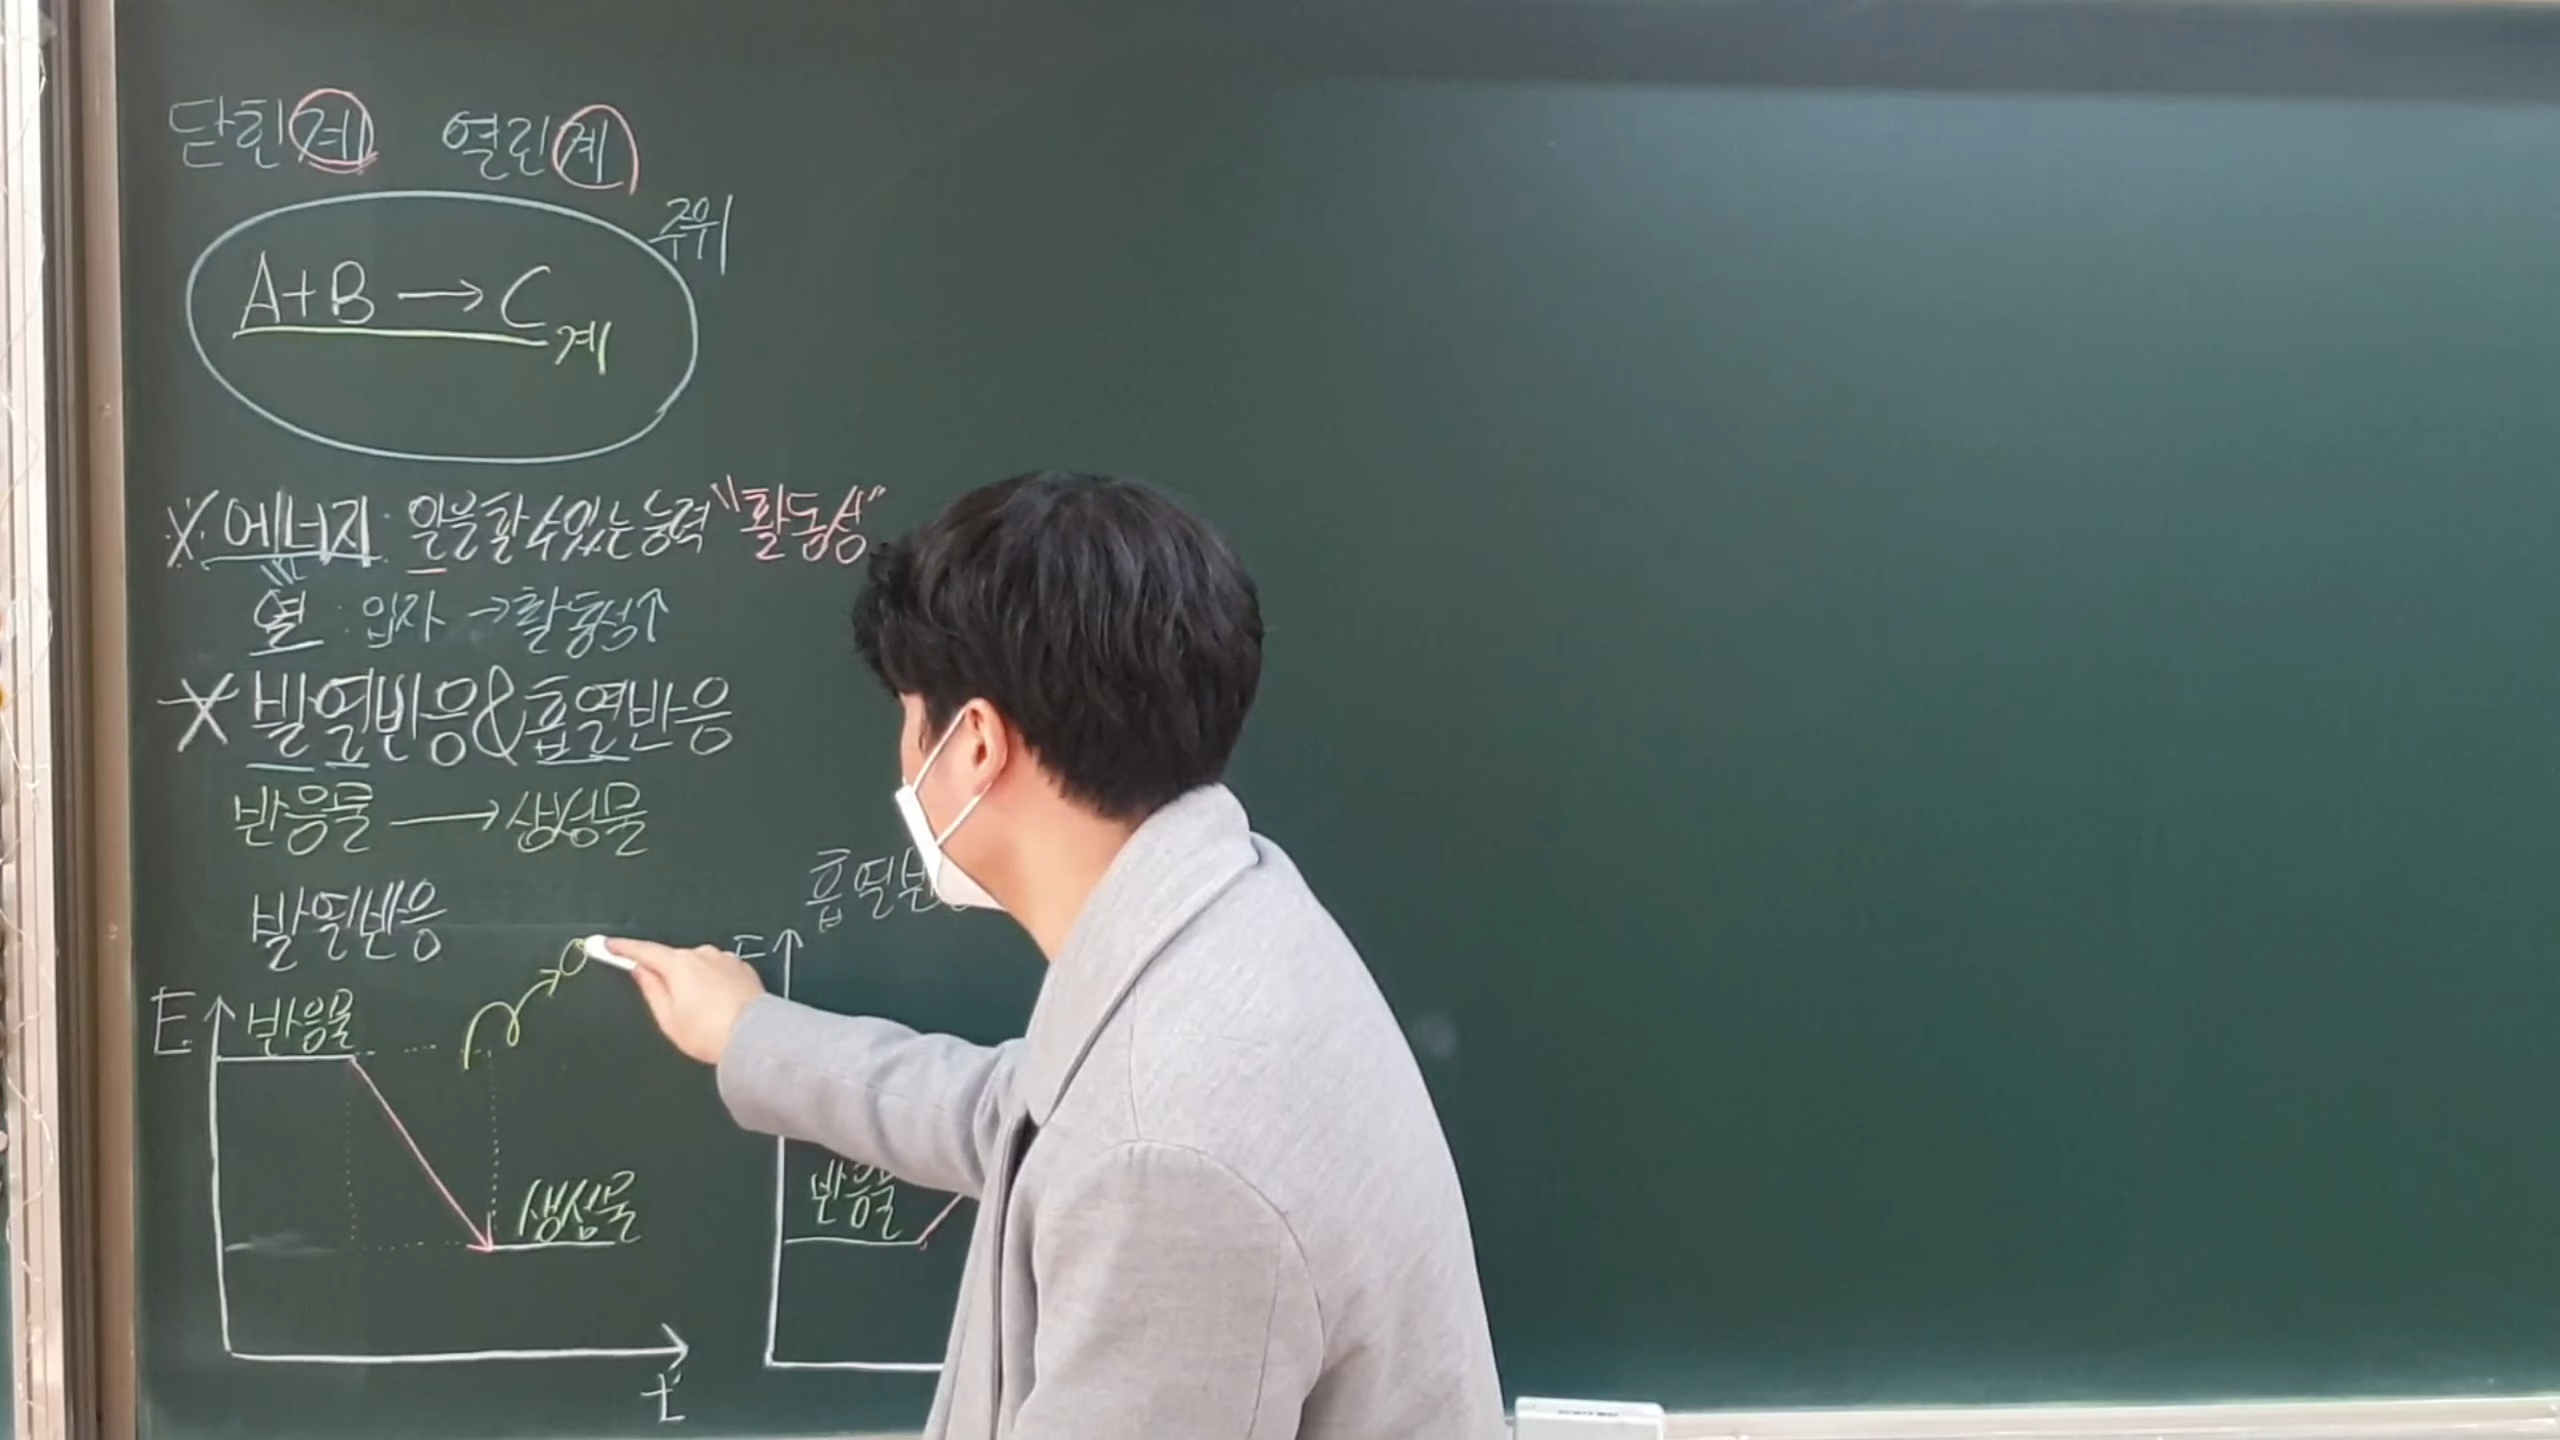 닫힌계 열린계
주위
A+B → C
계
※ 에너지: 일을 할 수 있는 능력 "활동성"
열 : 입자 → 활동성↑
※ 발열반응&흡열반응
반응물 → 생성물
발열반응
E
반응물
생성물
t
흡열반
E
반응물